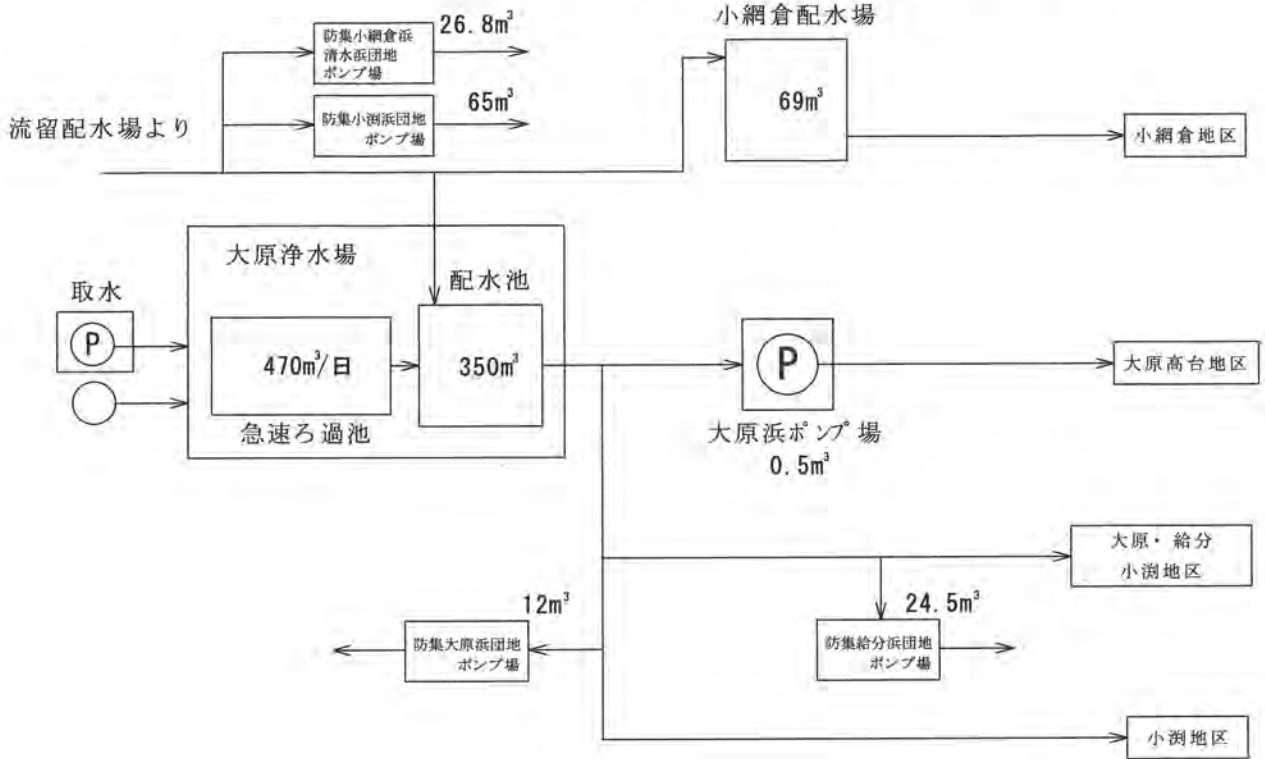 防集小網倉浜
清水浜団地
ポンプ場
26.8m³
小網倉配水場
69m³
防集小渕浜団地
ポンプ場
65m³
流留配水場より
小網倉地区
大原浄水場
取水
配水池
P
470m³/日
350m³
急速ろ過池
P
大原浜ポンプ場
0.5m³
大原高台地区
大原・給分
小渕地区
12m³
防集大原浜団地
ポンプ場
24.5m³
防集給分浜団地
ポンプ場
小渕地区